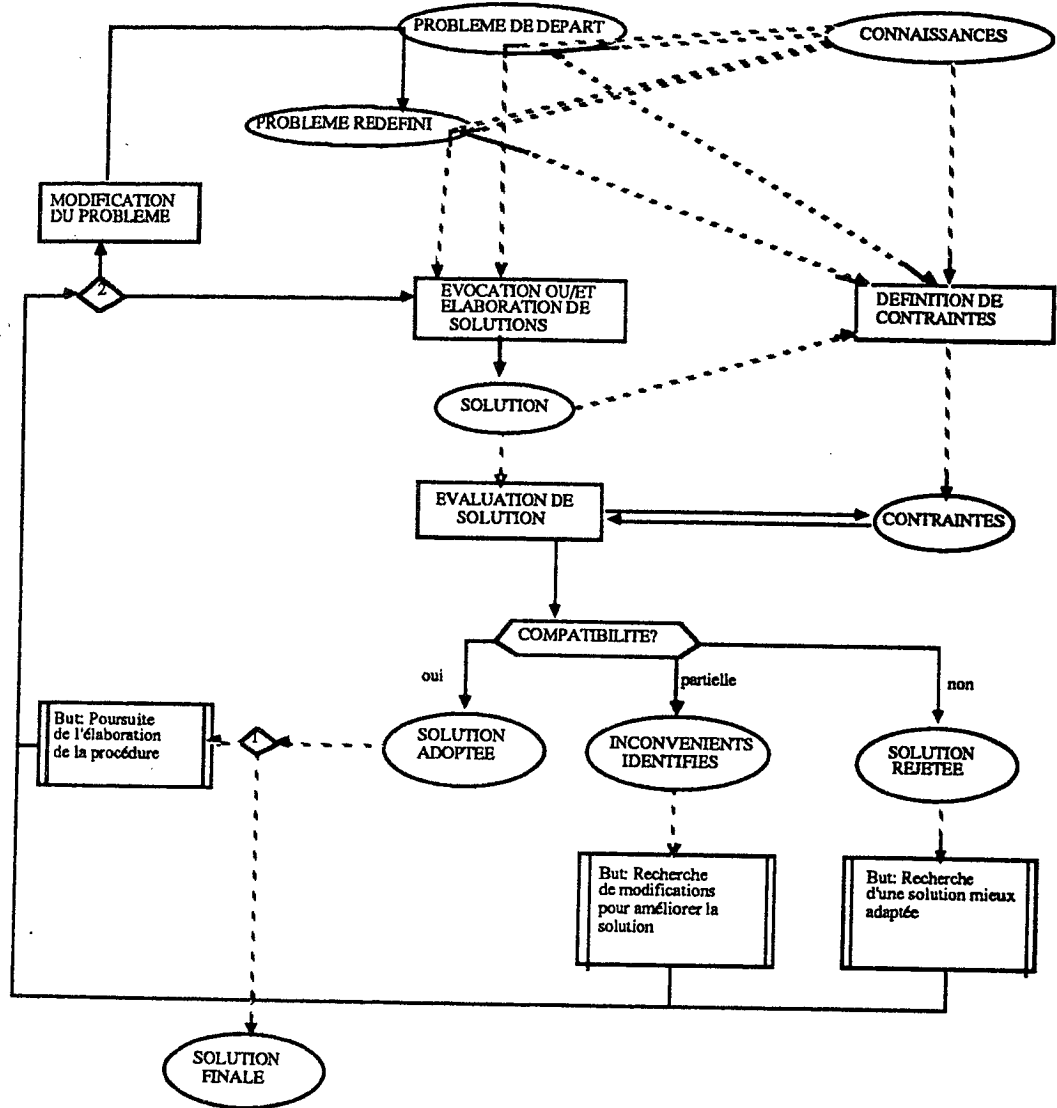 PROBLEME DE DEPART
CONNAISSANCES
PROBLEME REDEFINI
MODIFICATION
DU PROBLEME
2
EVOCATION OU/ET
ELABORATION DE
SOLUTIONS
DEFINITION DE
CONTRAINTES
SOLUTION
EVALUATION DE
SOLUTION
CONTRAINTES
COMPATIBILITE?
oui
partielle
non
But: Poursuite
de l'élaboration
de la procédure
1
SOLUTION
ADOPTEE
INCONVENIENTS
IDENTIFIES
SOLUTION
REJETEE
But: Recherche
de modifications
pour améliorer la
solution
But: Recherche
d'une solution mieux
adaptée
SOLUTION
FINALE